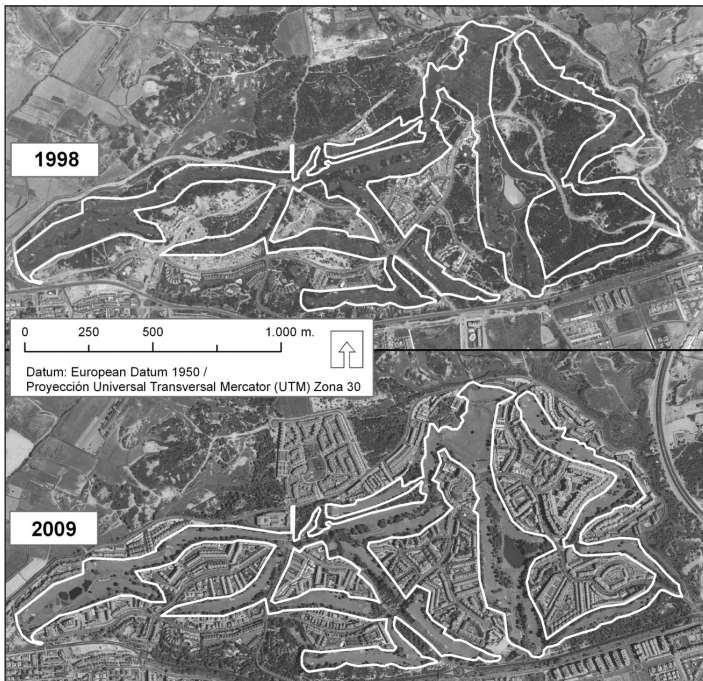 1998
0 250 500 1.000 m.
Datum: European Datum 1950 /
Proyección Universal Transversal Mercator (UTM) Zona 30
2009